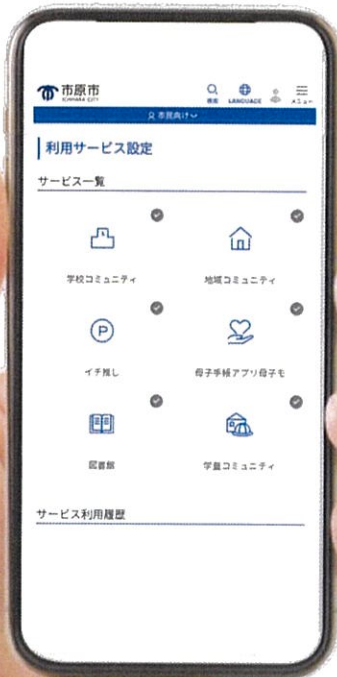 市原市
ICHIHARA CITY
検索 LANGUAGE メニュー
市民向け
利用サービス設定
サービス一覧
学校コミュニティ
地域コミュニティ
P
イチ推し
母子手帳アプリ母子モ
図書館
学童コミュニティ
サービス利用履歴